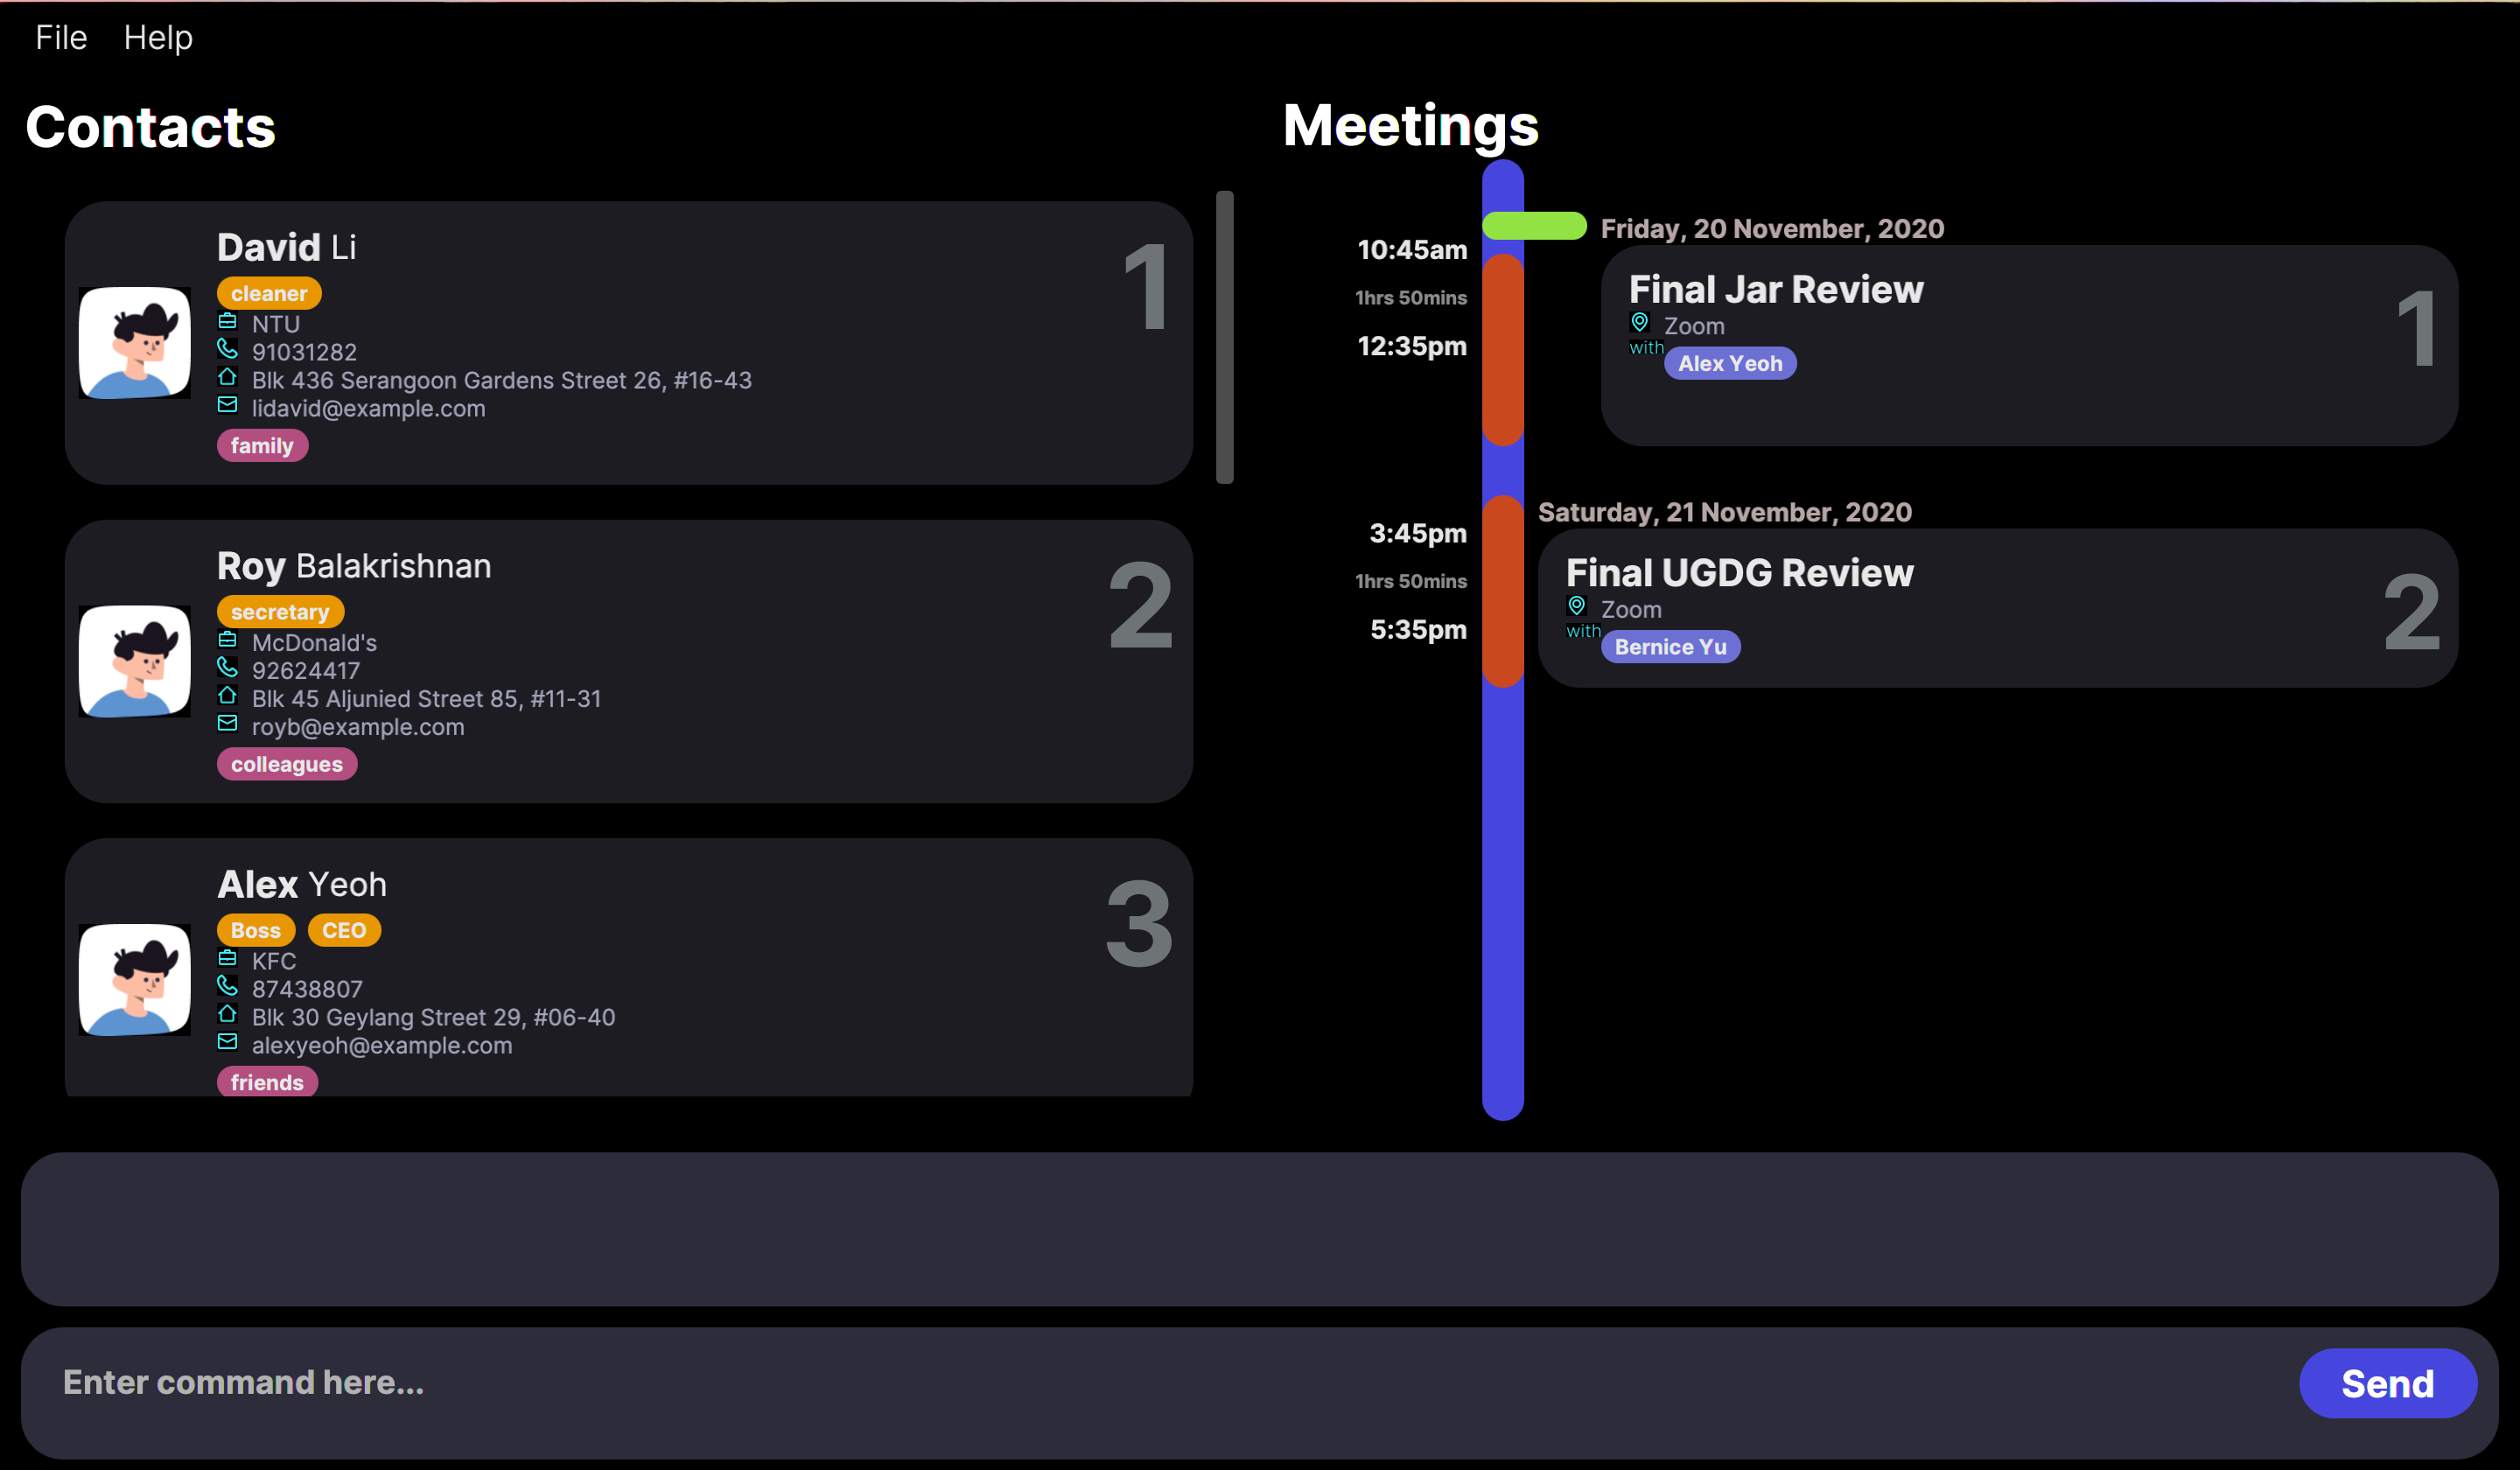 File Help
Contacts
David Li
1
cleaner
NTU
91031282
Blk 436 Serangoon Gardens Street 26, #16-43
lidavid@example.com
family
Roy Balakrishnan
2
secretary
McDonald's
92624417
Blk 45 Aljunied Street 85, #11-31
royb@example.com
colleagues
Alex Yeoh
3
Boss CEO
KFC
87438807
Blk 30 Geylang Street 29, #06-40
alexyeoh@example.com
friends
Meetings
Friday, 20 November, 2020
10:45am
1hrs 50mins
12:35pm
Final Jar Review
1
Zoom
with Alex Yeoh
Saturday, 21 November, 2020
3:45pm
1hrs 50mins
5:35pm
Final UGDG Review
2
Zoom
with Bernice Yu
Enter command here...
Send